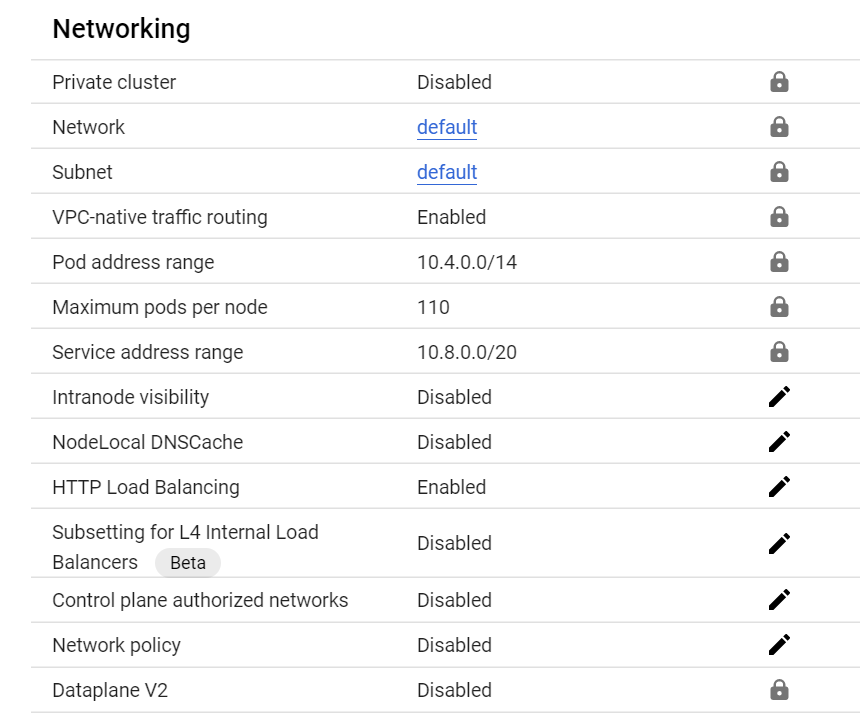 Networking
Private cluster Disabled
Network default
Subnet default
VPC-native traffic routing Enabled
Pod address range 10.4.0.0/14
Maximum pods per node 110
Service address range 10.8.0.0/20
Intranode visibility Disabled
NodeLocal DNSCache Disabled
HTTP Load Balancing Enabled
Subsetting for L4 Internal Load
Balancers Beta Disabled
Control plane authorized networks Disabled
Network policy Disabled
Dataplane V2 Disabled